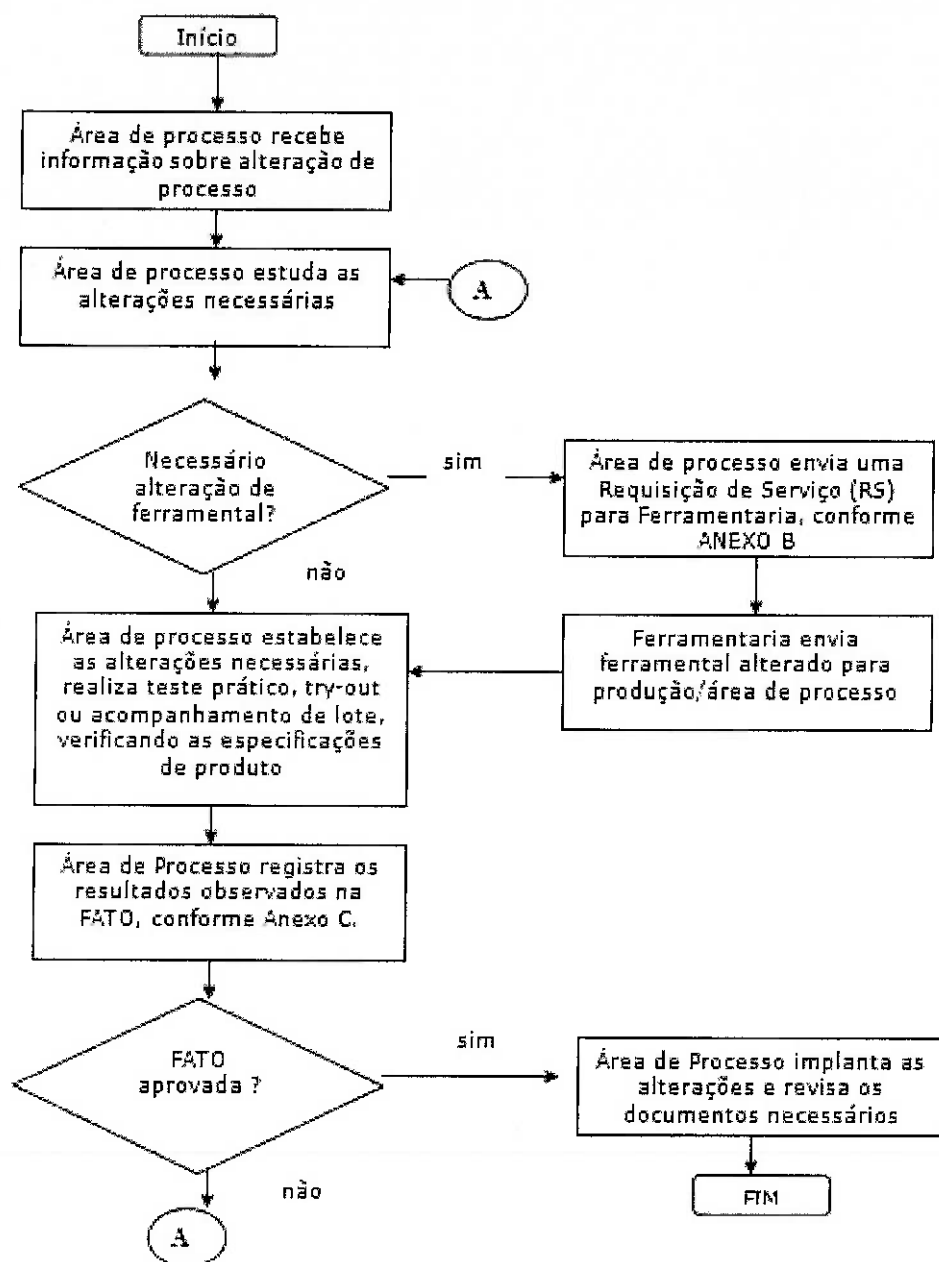 Início
Área de processo recebe
informação sobre alteração de
processo
Área de processo estuda as
alterações necessárias
A
Necessário
alteração de
ferramental?
sim
Área de processo envia uma
Requisição de Serviço (RS)
para Ferramentaria, conforme
ANEXO B
não
Ferramentaria envia
ferramental alterado para
produção/área de processo
Área de processo estabelece
as alterações necessárias,
realiza teste prático, try-out
ou acompanhamento de lote,
verificando as especificações
de produto
Área de Processo registra os
resultados observados na
FATO, conforme Anexo C.
FATO
aprovada ?
sim
Área de Processo implanta as
alterações e revisa os
documentos necessários
FIM
não
A